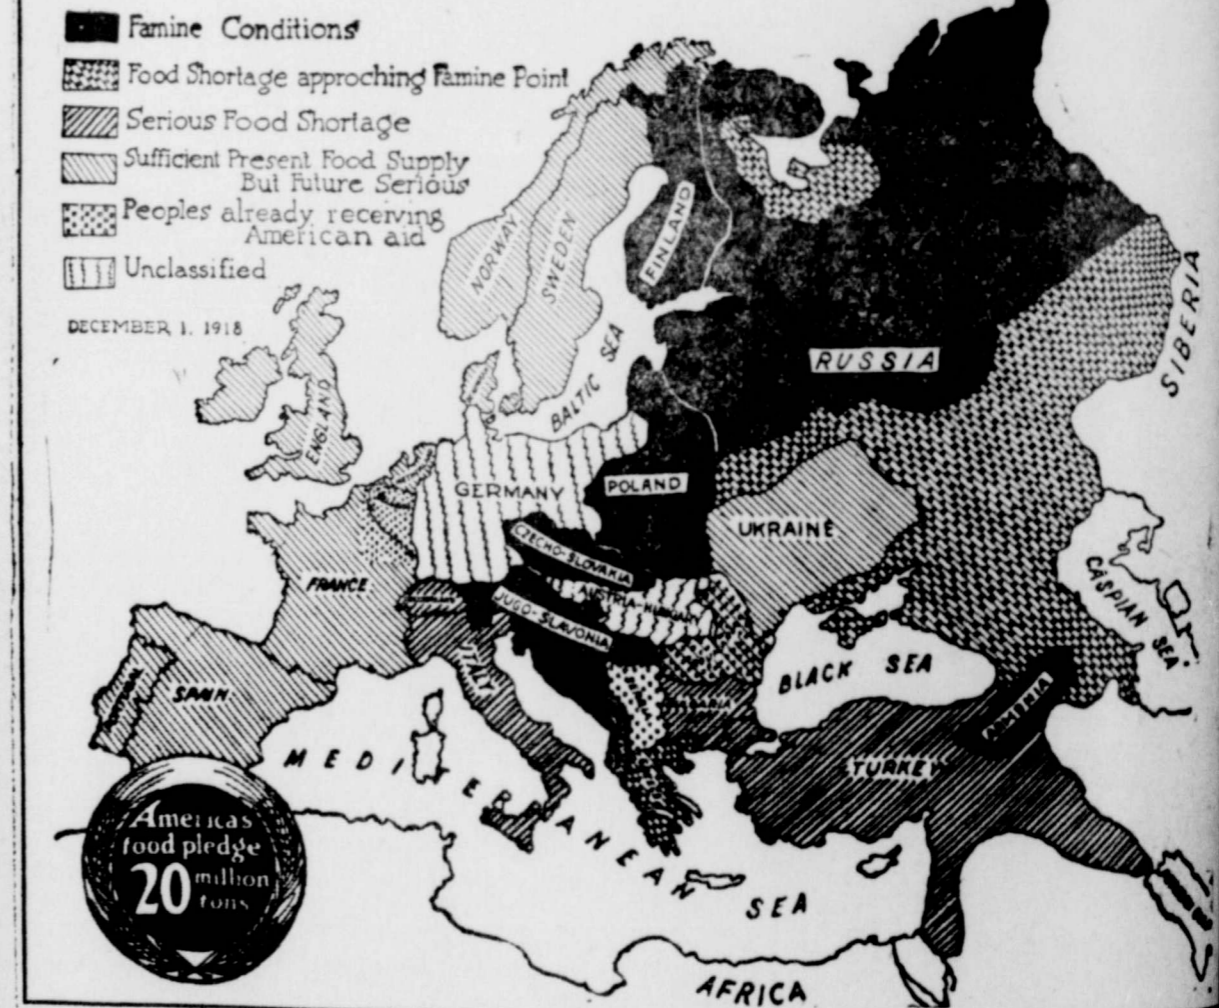 Famine Conditions
Food Shortage approching Famine Point
Serious Food Shortage
Sufficient Present Food Supply
But Future Serious
Peoples already receiving
American aid
Unclassified
DECEMBER 1. 1918
NORWAY
SWEDEN
FINLAND
BALTIC SEA
RUSSIA
SIBERIA
ENGLAND
GERMANY
POLAND
UKRAINE
CZECHO-SLOVAKIA
AUSTRIA-HUNGARY
JUGO-SLAVONIA
FRANCE
ITALY
SPAIN
BLACK SEA
CASPIAN SEA
TURKEY
MEDITERRANEAN SEA
AFRICA
America's
food pledge
20 million
tons